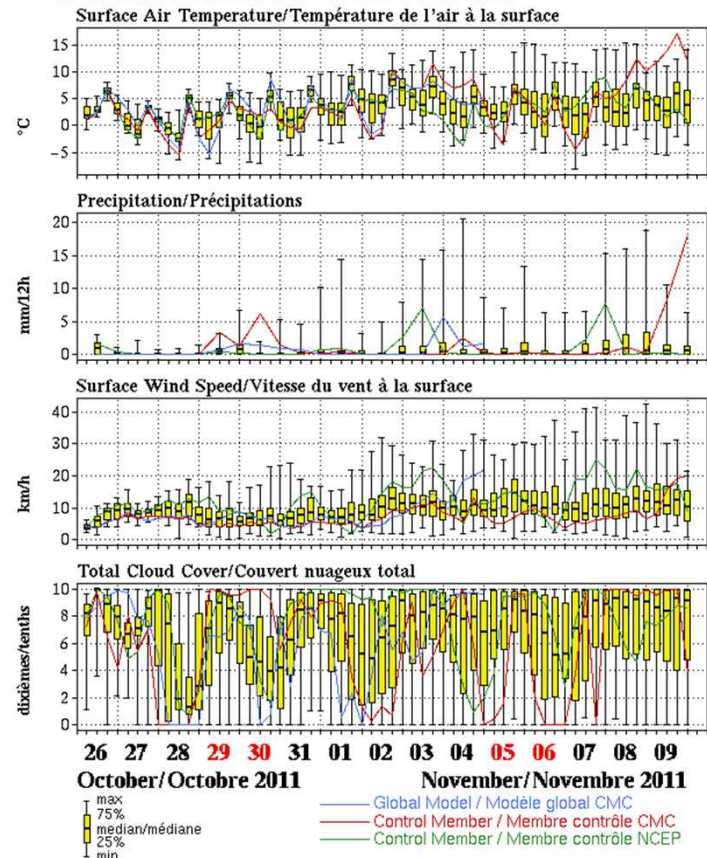 Surface Air Temperature/Température de l'air à la surface
15
10
5
0
−5
°C
Precipitation/Précipitations
20
15
10
5
0
mm/12h
Surface Wind Speed/Vitesse du vent à la surface
40
30
20
10
0
km/h
Total Cloud Cover/Couvert nuageux total
10
8
6
4
2
0
dixièmes/tenths
26 27 28 29 30 31 01 02 03 04 05 06 07 08 09
October/Octobre 2011 November/Novembre 2011
max
75%
median/médiane
25%
min
Global Model / Modèle global CMC
Control Member / Membre contrôle CMC
Control Member / Membre contrôle NCEP